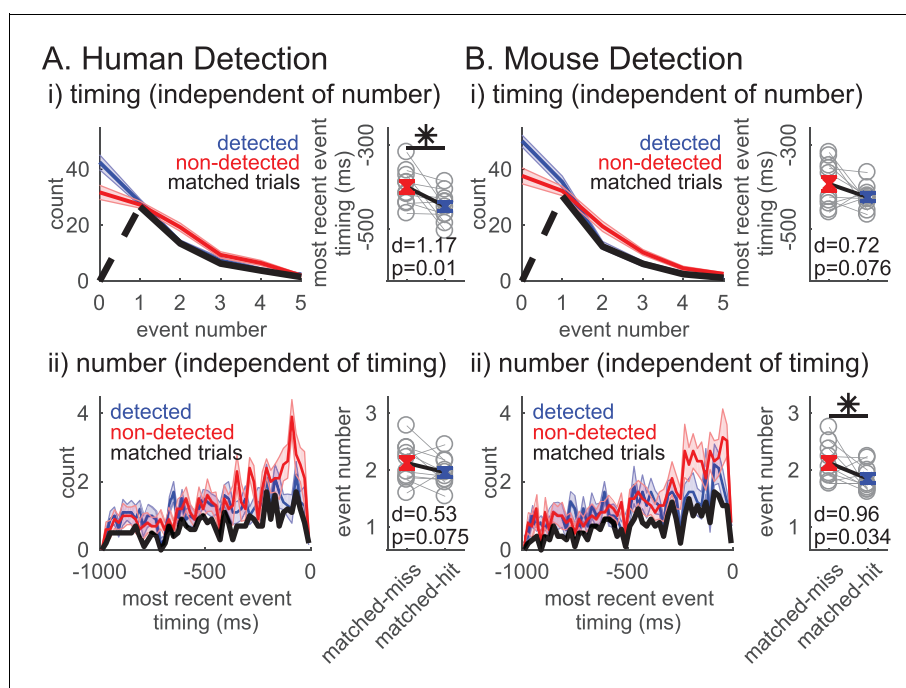 A. Human Detection
i) timing (independent of number)
detected
non-detected
matched trials
count
40
20
0
0 1 2 3 4 5
event number
most recent event
timing (ms)
-300
-500
*
d=1.17
p=0.01
ii) number (independent of timing)
detected
non-detected
matched trials
count
4
2
0
-1000 -500 0
most recent event
timing (ms)
event number
3
2
1
d=0.53
p=0.075
matched-miss
matched-hit
B. Mouse Detection
i) timing (independent of number)
detected
non-detected
matched trials
count
40
20
0
0 1 2 3 4 5
event number
most recent event
timing (ms)
-300
-500
d=0.72
p=0.076
ii) number (independent of timing)
detected
non-detected
matched trials
count
4
2
0
-1000 -500 0
most recent event
timing (ms)
event number
3
2
1
*
d=0.96
p=0.034
matched-miss
matched-hit